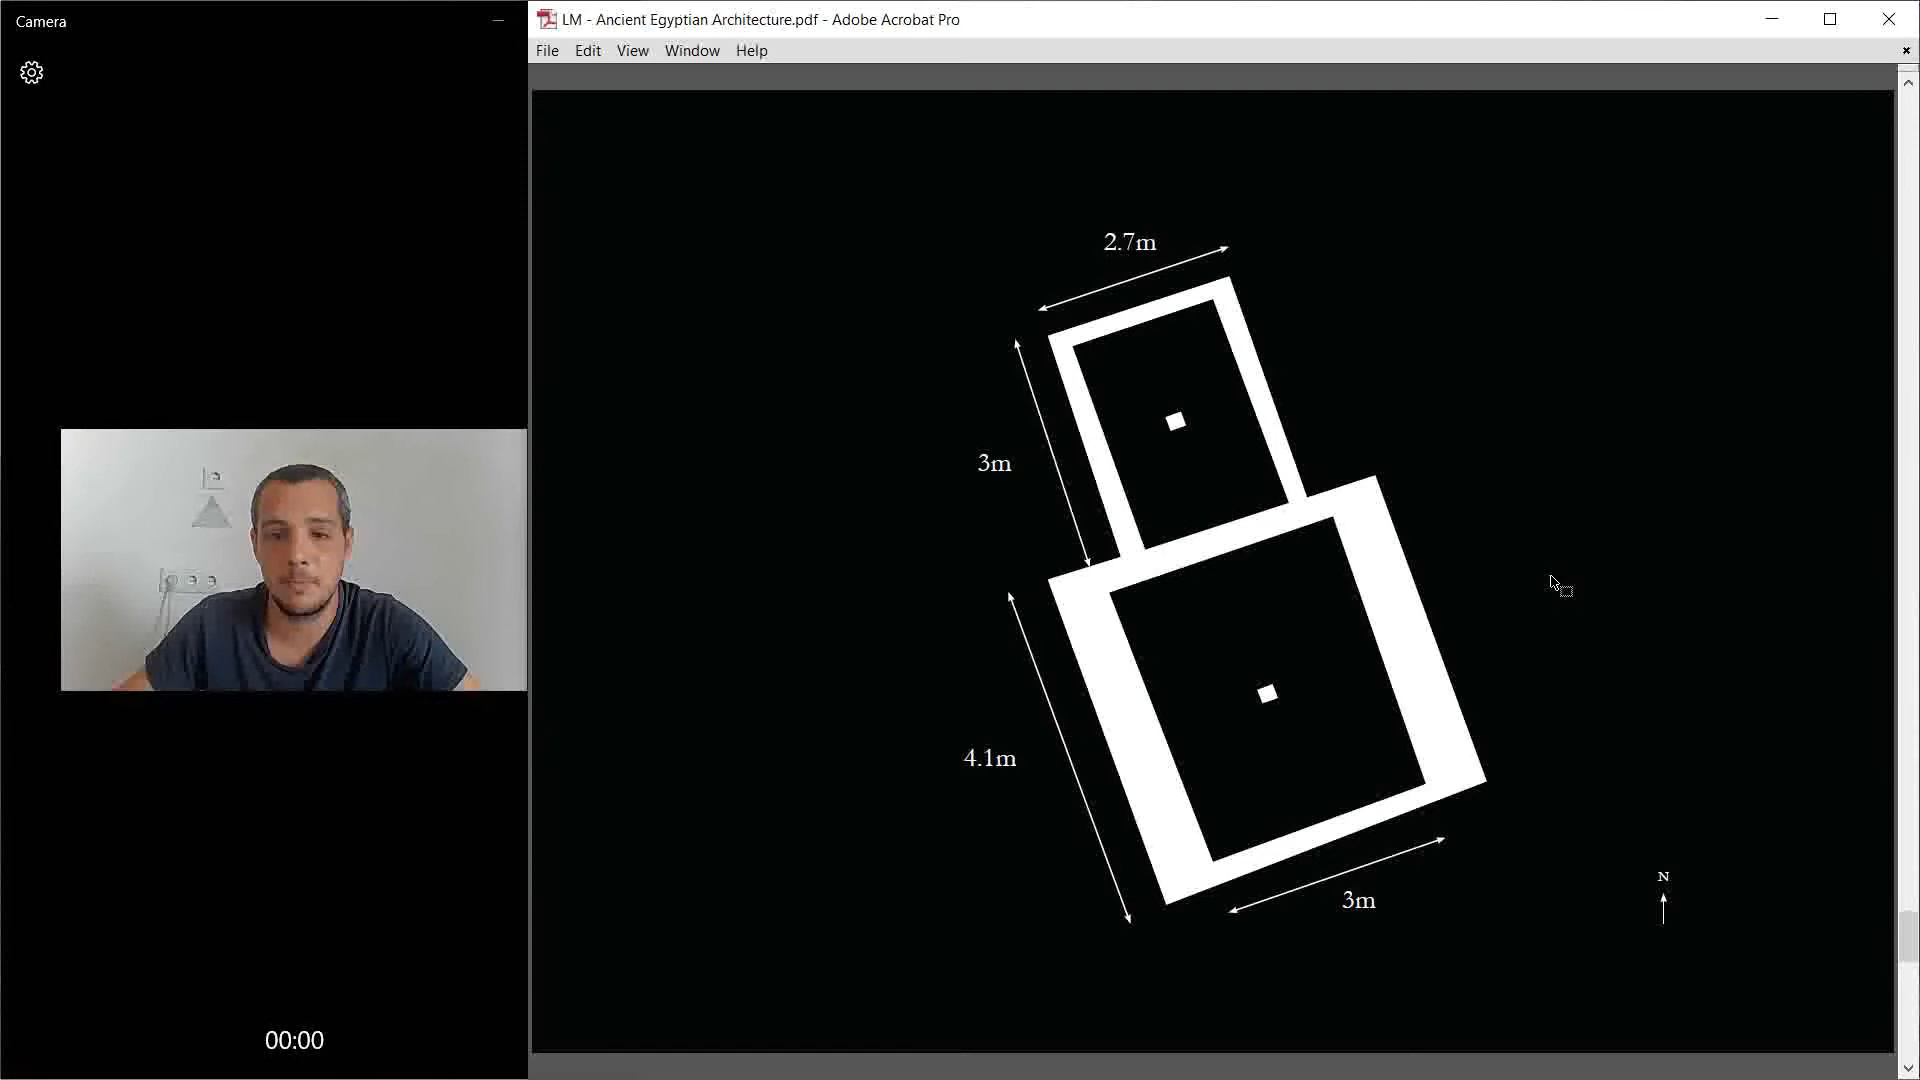 Camera
LM - Ancient Egyptian Architecture.pdf - Adobe Acrobat Pro
File Edit View Window Help
2.7m
3m
4.1m
3m
N
00:00